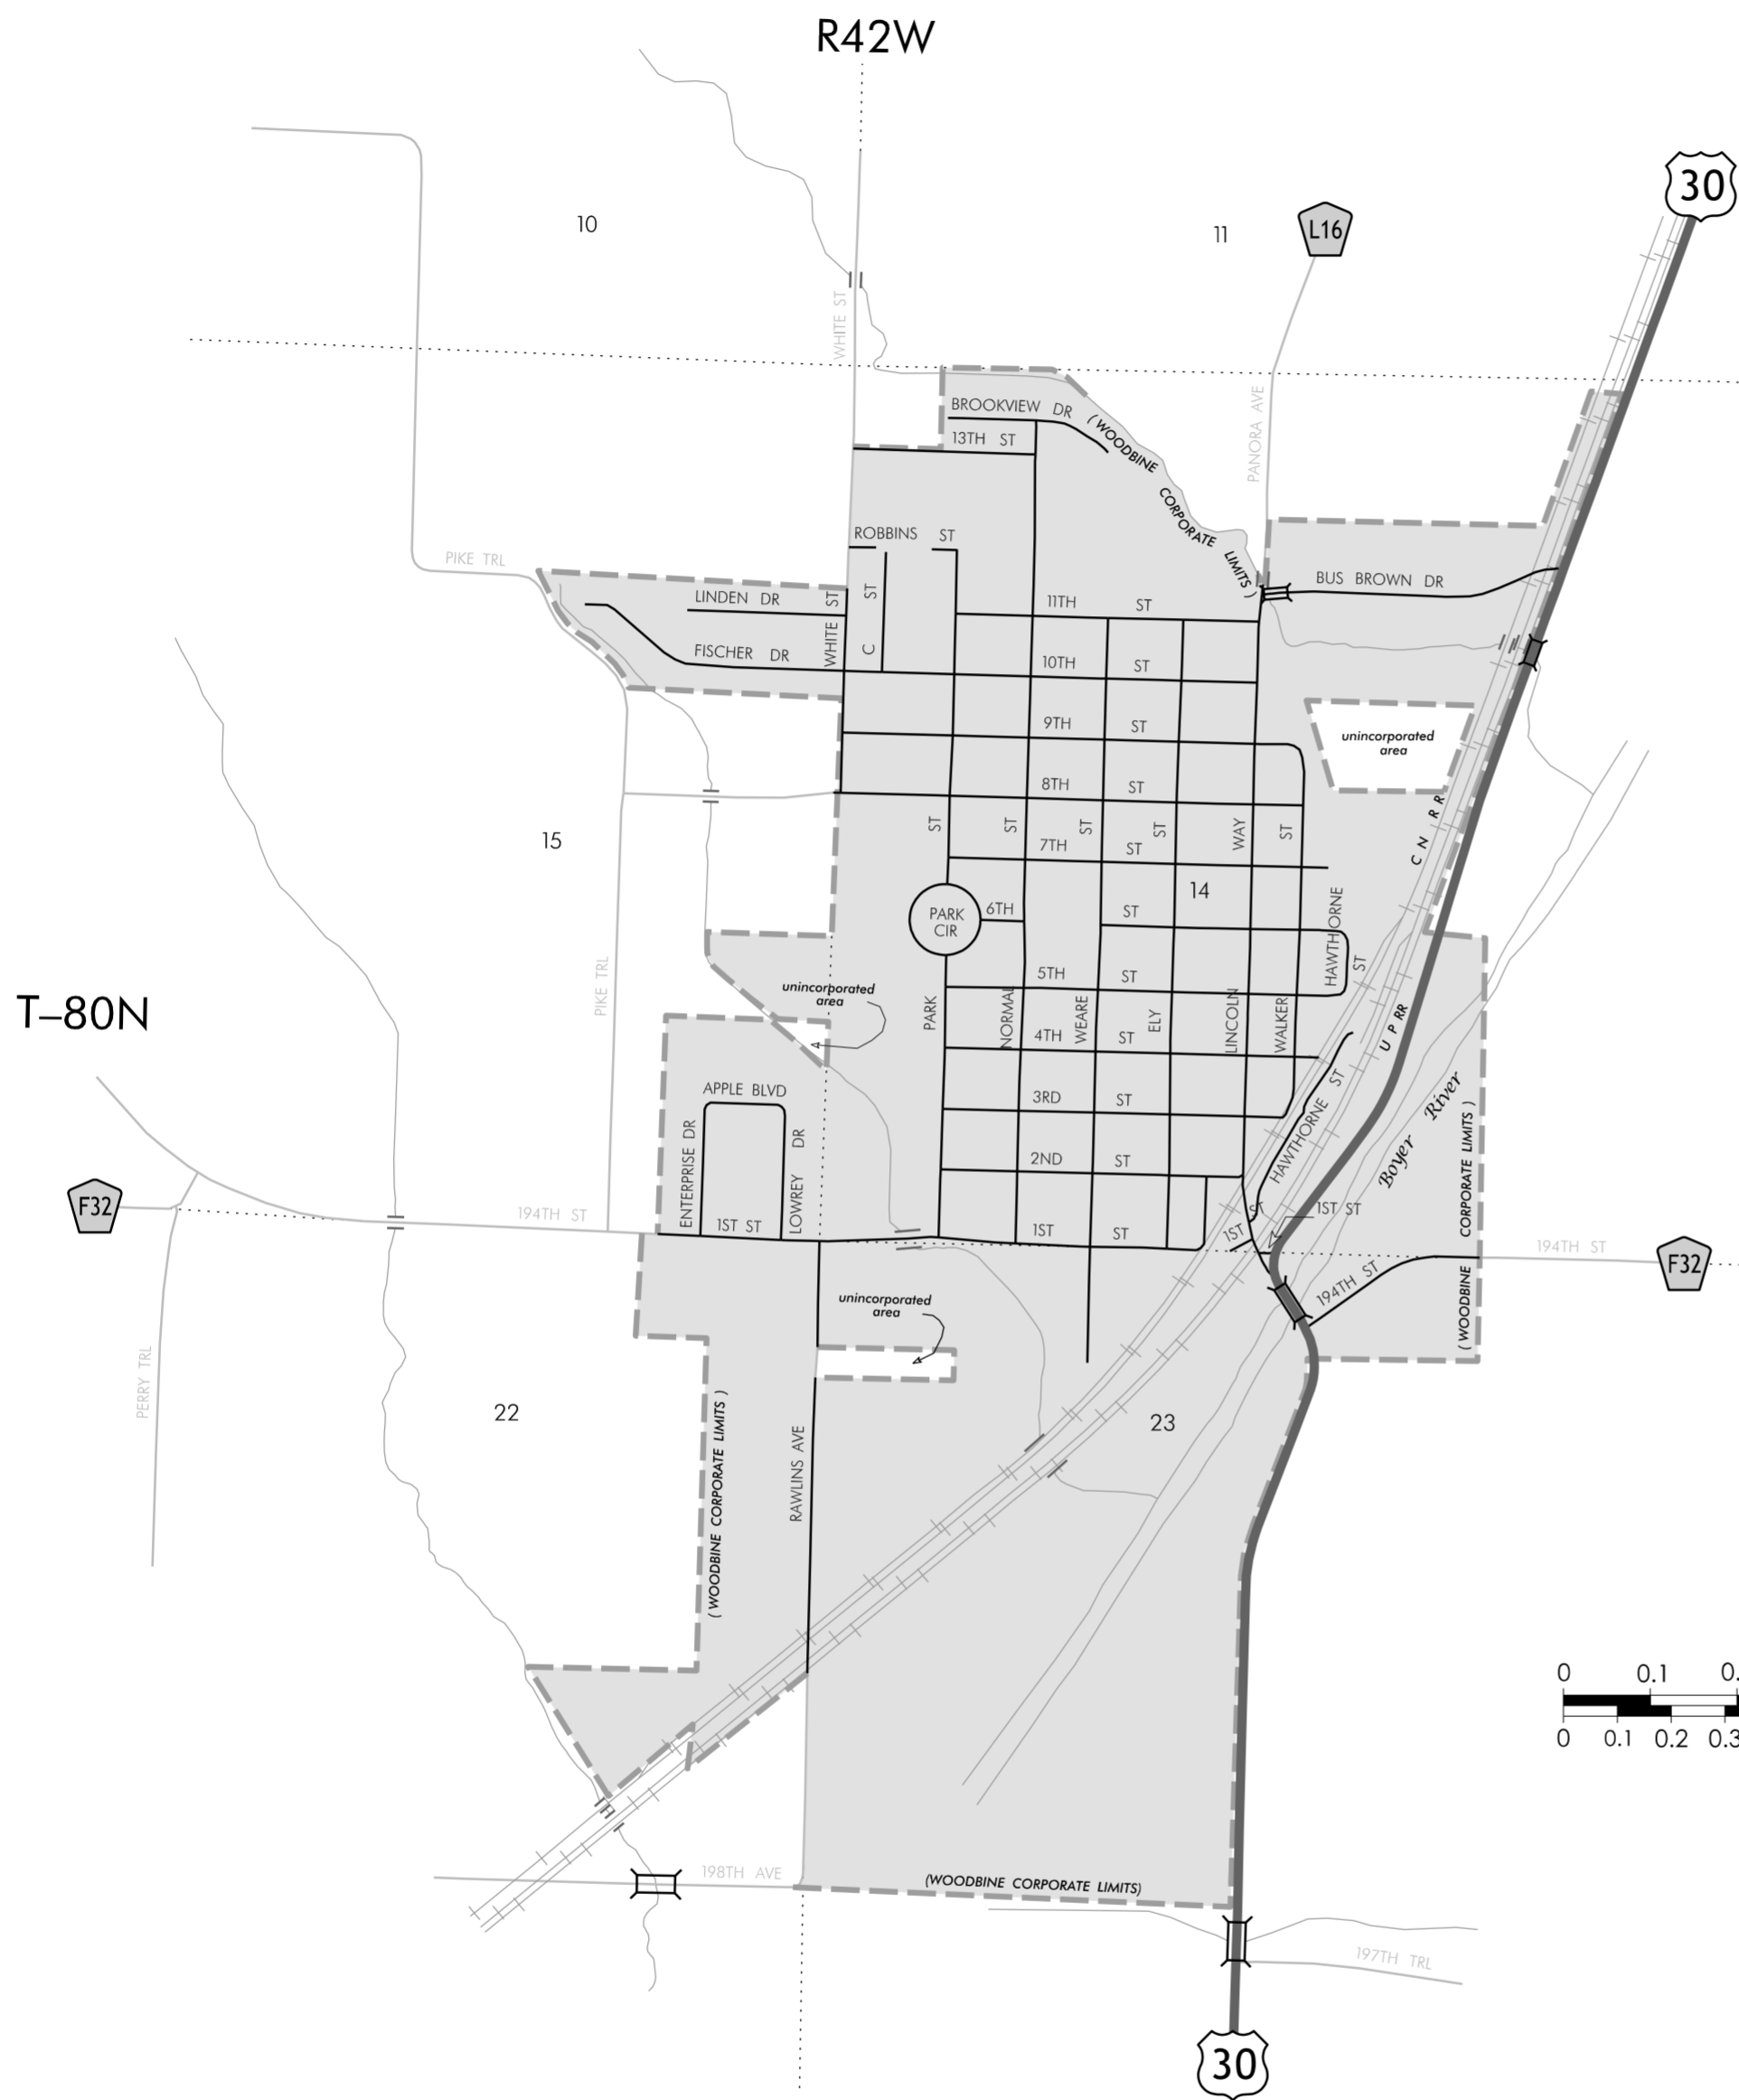 R42W
30
10
11
L16
WHITE ST
BROOKVIEW DR
13TH ST
( WOODBINE CORPORATE LIMITS )
PANORA AVE
ROBBINS ST
PIKE TRL
LINDEN DR
WHITE ST
C ST
11TH ST
BUS BROWN DR
FISCHER DR
10TH ST
9TH ST
unincorporated
area
8TH ST
C N R R
15
7TH ST
14
PARK
CIR
6TH ST
HAWTHORNE ST
PIKE TRL
T–80N
unincorporated
area
5TH ST
PARK ST
NORMAL ST
WEARE ST
ELY ST
LINCOLN WAY
WALKER ST
4TH ST
U P RR
APPLE BLVD
3RD ST
HAWTHORNE ST
Boyer River
ENTERPRISE DR
LOWREY DR
2ND ST
( WOODBINE CORPORATE LIMITS )
F32
194TH ST
1ST ST
1ST ST
1ST ST
1ST ST
194TH ST
194TH ST
F32
unincorporated
area
PERRY TRL
22
( WOODBINE CORPORATE LIMITS )
23
RAWLINS AVE
0 0.1 0.
0 0.1 0.2 0.3
198TH AVE
(WOODBINE CORPORATE LIMITS)
197TH TRL
30